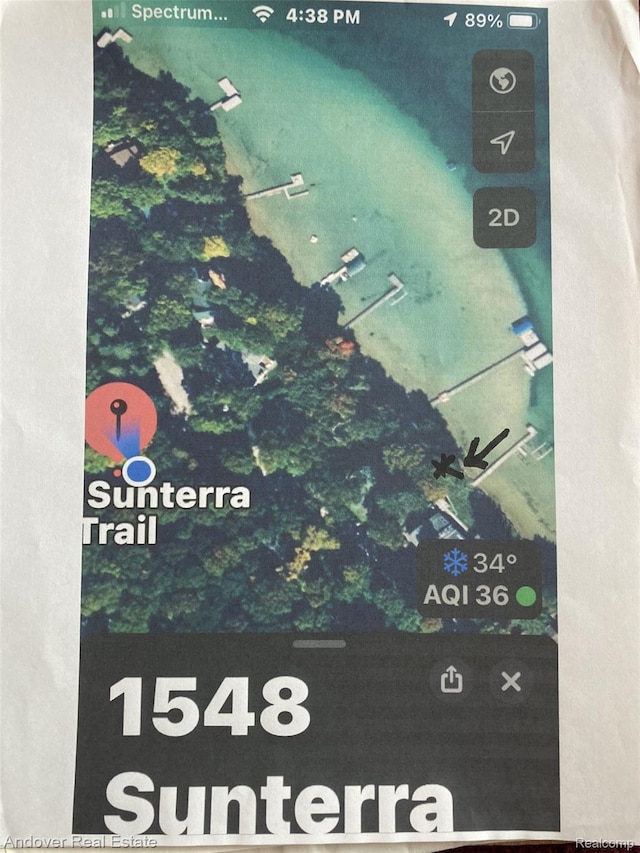 Spectrum... 4:38 PM 89%
2D
Sunterra
Trail
34°
AQI 36
1548
Sunterra
Andover Real Estate
Realcomp